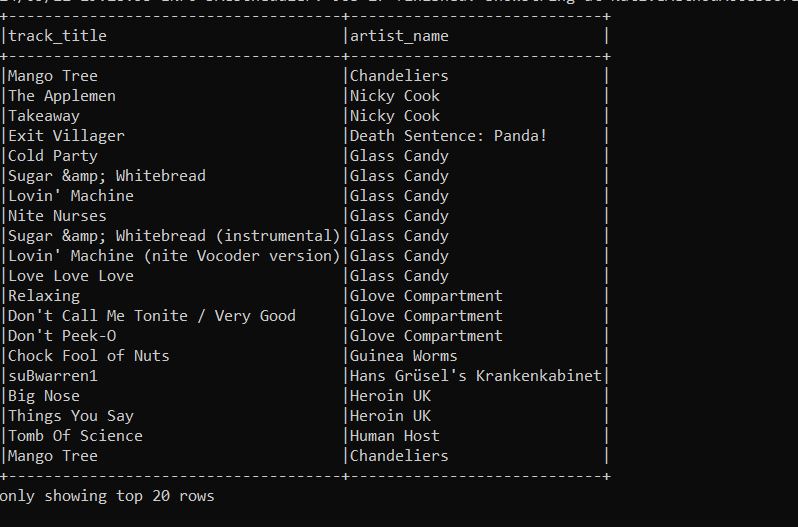 +-------------------------------------+----------------------------+
|track_title                          |artist_name                 |
+-------------------------------------+----------------------------+
|Mango Tree                           |Chandeliers                 |
|The Applemen                         |Nicky Cook                  |
|Takeaway                             |Nicky Cook                  |
|Exit Villager                        |Death Sentence: Panda!      |
|Cold Party                           |Glass Candy                 |
|Sugar &amp; Whitebread               |Glass Candy                 |
|Lovin' Machine                       |Glass Candy                 |
|Nite Nurses                          |Glass Candy                 |
|Sugar &amp; Whitebread (instrumental)|Glass Candy                 |
|Lovin' Machine (nite Vocoder version)|Glass Candy                 |
|Love Love Love                       |Glass Candy                 |
|Relaxing                             |Glove Compartment           |
|Don't Call Me Tonite / Very Good     |Glove Compartment           |
|Don't Peek-O                         |Glove Compartment           |
|Chock Fool of Nuts                   |Guinea Worms                |
|suBwarren1                           |Hans Grüsel's Krankenkabinet|
|Big Nose                             |Heroin UK                   |
|Things You Say                       |Heroin UK                   |
|Tomb Of Science                      |Human Host                  |
|Mango Tree                           |Chandeliers                 |
+-------------------------------------+----------------------------+
only showing top 20 rows